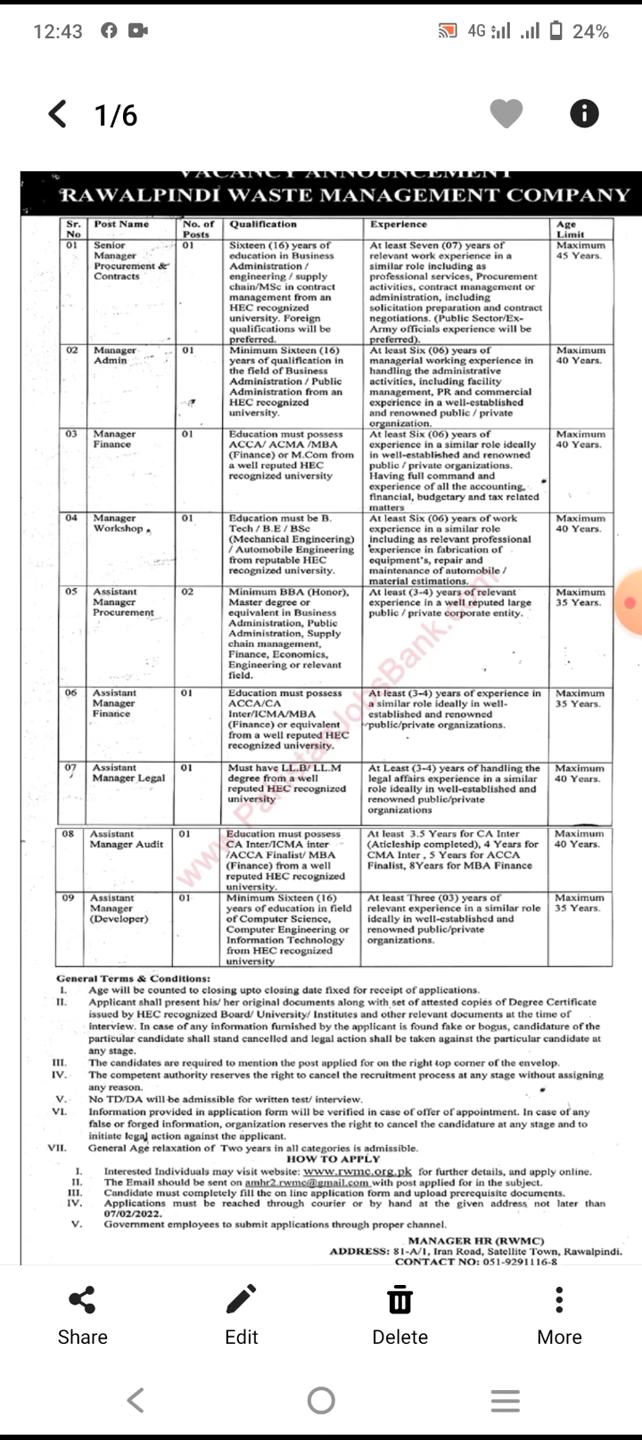 12:43 4G 24%
1/6
VACANCY ANNOUNCEMENT
RAWALPINDI WASTE MANAGEMENT COMPANY
Sr. No Post Name No. of Posts Qualification Experience Age Limit
01 Senior Manager Procurement & Contracts 01 Sixteen (16) years of education in Business Administration / engineering / supply chain/MSc in contract management from an HEC recognized university. Foreign qualifications will be preferred. At least Seven (07) years of relevant work experience in a similar role including as professional services, Procurement activities, contract management or administration, including solicitation preparation and contract negotiations. (Public Sector/Ex-Army officials experience will be preferred). Maximum 45 Years.
02 Manager Admin 01 Minimum Sixteen (16) years of qualification in the field of Business Administration / Public Administration from an HEC recognized university. At least Six (06) years of managerial working experience in handling the administrative activities, including facility management, PR and commercial experience in a well-established and renowned public / private organization. Maximum 40 Years.
03 Manager Finance 01 Education must possess ACCA/ ACMA /MBA (Finance) or M.Com from a well reputed HEC recognized university At least Six (06) years of experience in a similar role ideally in well-established and renowned public / private organizations. Having full command and experience of all the accounting, financial, budgetary and tax related matters Maximum 40 Years.
04 Manager Workshop 01 Education must be B. Tech / B.E / BSc (Mechanical Engineering) / Automobile Engineering from reputable HEC recognized university. At least Six (06) years of work experience in a similar role including as relevant professional experience in fabrication of equipment's, repair and maintenance of automobile / material estimations. Maximum 40 Years.
05 Assistant Manager Procurement 02 Minimum BBA (Honor), Master degree or equivalent in Business Administration, Public Administration, Supply chain management, Finance, Economics, Engineering or relevant field. At least (3-4) years of relevant experience in a well reputed large public / private corporate entity. Maximum 35 Years.
06 Assistant Manager Finance 01 Education must possess ACCA/CA Inter/ICMA/MBA (Finance) or equivalent from a well reputed HEC recognized university. At least (3-4) years of experience in a similar role ideally in well-established and renowned public/private organizations. Maximum 35 Years.
07 Assistant Manager Legal 01 Must have LL.B/ LL.M degree from a well reputed HEC recognized university At Least (3-4) years of handling the legal affairs experience in a similar role ideally in well-established and renowned public/private organizations Maximum 40 Years.
08 Assistant Manager Audit 01 Education must possess CA Inter/ICMA inter /ACCA Finalist/ MBA (Finance) from a well reputed HEC recognized university. At least 3.5 Years for CA Inter (Aticleship completed), 4 Years for CMA Inter , 5 Years for ACCA Finalist, 8Years for MBA Finance Maximum 40 Years.
09 Assistant Manager (Developer) 01 Minimum Sixteen (16) years of education in field of Computer Science, Computer Engineering or Information Technology from HEC recognized university At least Three (03) years of relevant experience in a similar role ideally in well-established and renowned public/private organizations. Maximum 35 Years.
www.PakistanJobsBank.com
General Terms & Conditions:
I. Age will be counted to closing upto closing date fixed for receipt of applications.
II. Applicant shall present his/ her original documents along with set of attested copies of Degree Certificate
issued by HEC recognized Board/ University/ Institutes and other relevant documents at the time of
interview. In case of any information furnished by the applicant is found fake or bogus, candidature of the
particular candidate shall stand cancelled and legal action shall be taken against the particular candidate at
any stage.
III. The candidates are required to mention the post applied for on the right top corner of the envelop.
IV. The competent authority reserves the right to cancel the recruitment process at any stage without assigning
any reason.
V. No TD/DA will be admissible for written test/ interview.
VI. Information provided in application form will be verified in case of offer of appointment. In case of any
false or forged information, organization reserves the right to cancel the candidature at any stage and to
initiate legal action against the applicant.
VII. General Age relaxation of Two years in all categories is admissible.
HOW TO APPLY
I. Interested Individuals may visit website: www.rwmc.org.pk for further details, and apply online.
II. The Email should be sent on amhr2.rwmc@gmail.com with post applied for in the subject.
III. Candidate must completely fill the on line application form and upload prerequisite documents.
IV. Applications must be reached through courier or by hand at the given address not later than
07/02/2022.
V. Government employees to submit applications through proper channel.
MANAGER HR (RWMC)
ADDRESS: 81-A/1, Iran Road, Satellite Town, Rawalpindi.
CONTACT NO: 051-9291116-8
Share Edit Delete More